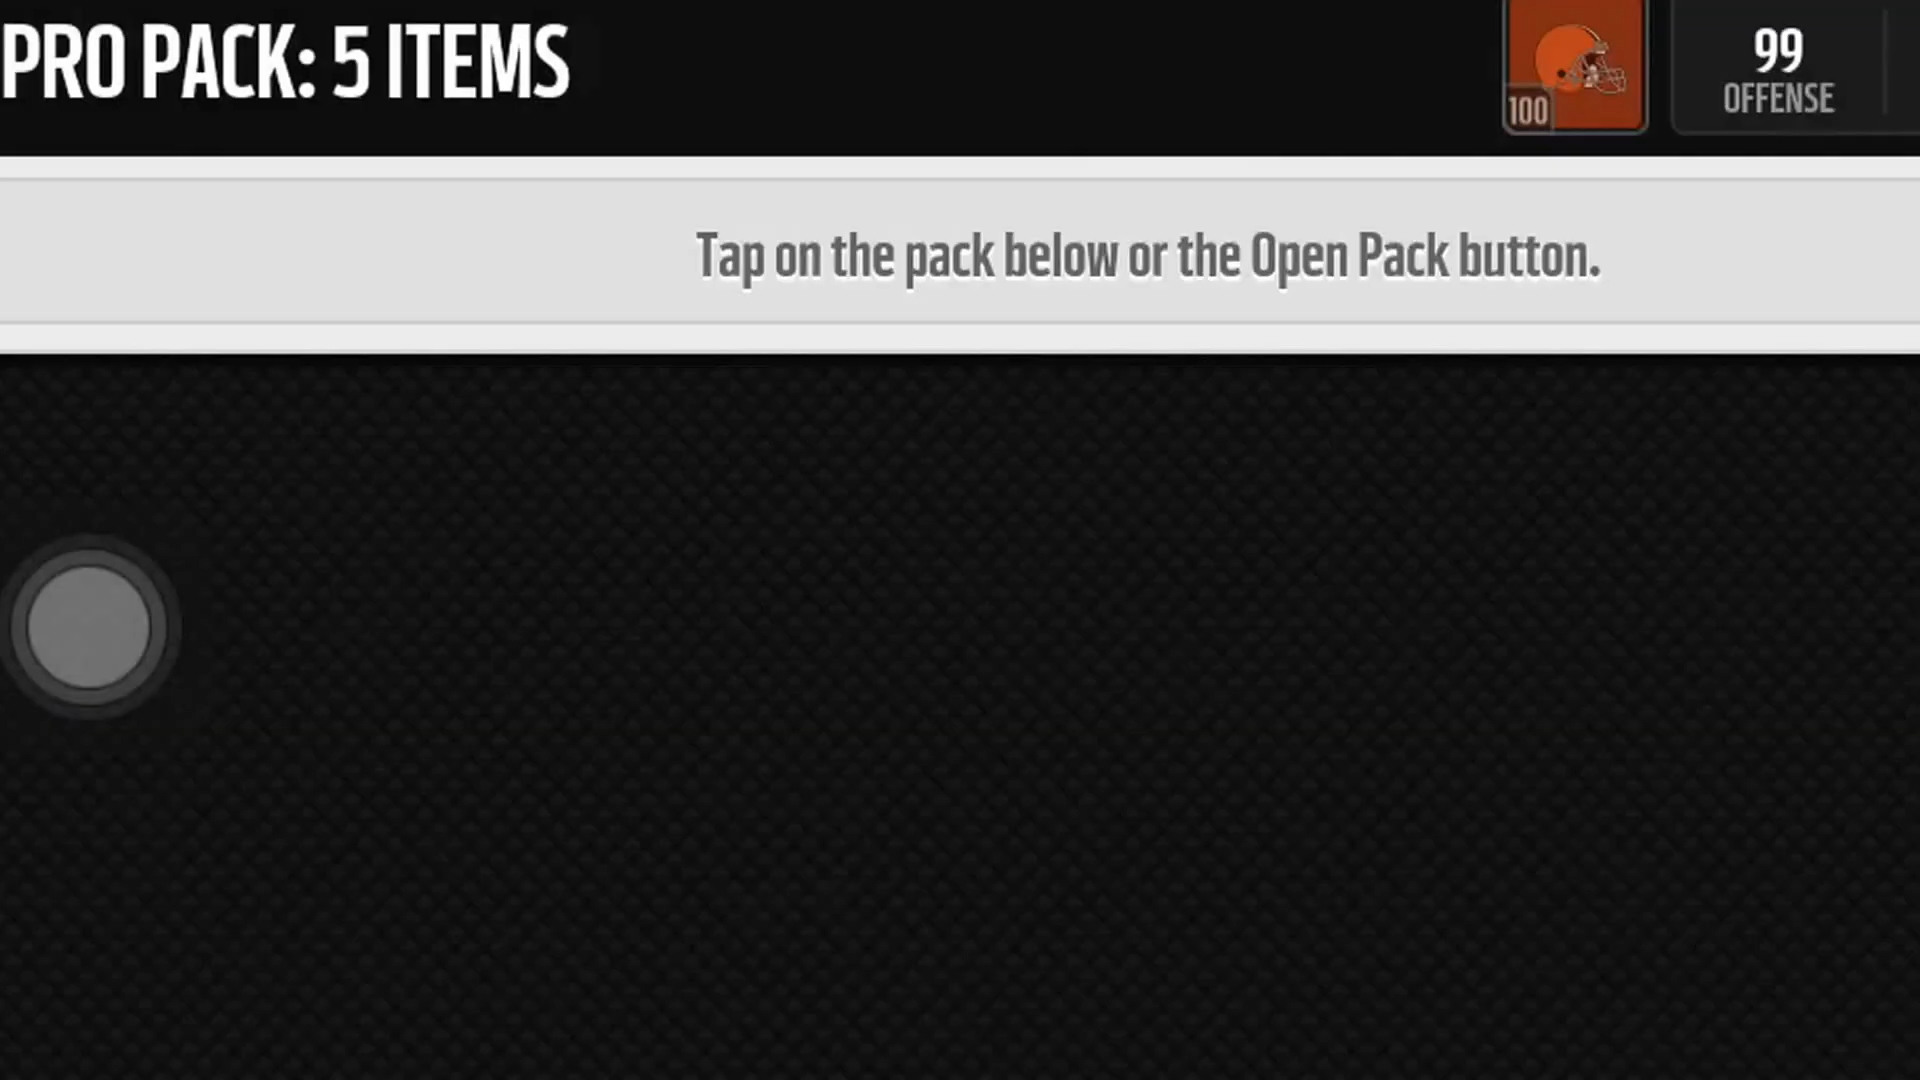 PRO PACK: 5 ITEMS
100
99
OFFENSE
Tap on the pack below or the Open Pack button.